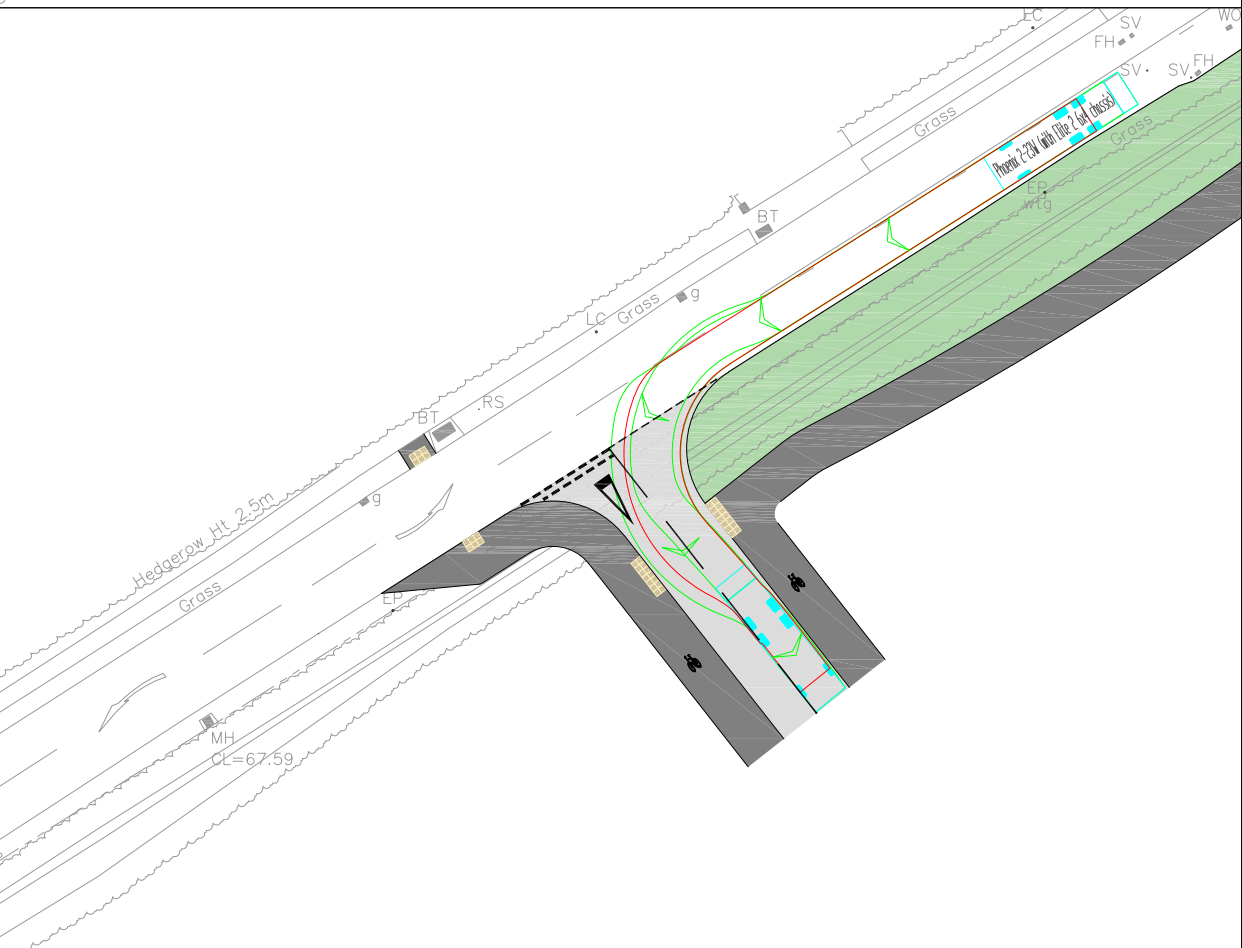 EC
SV
WO
FH
FH
SV
SV
Grass
Phoenix 2-23W (with Elite 2 6x4 chassis)
Grass
EP
wtg
BT
g
Grass
LC
RS
BT
g
Hedgerow Ht 2.5m
Grass
EP
MH
CL=67.59